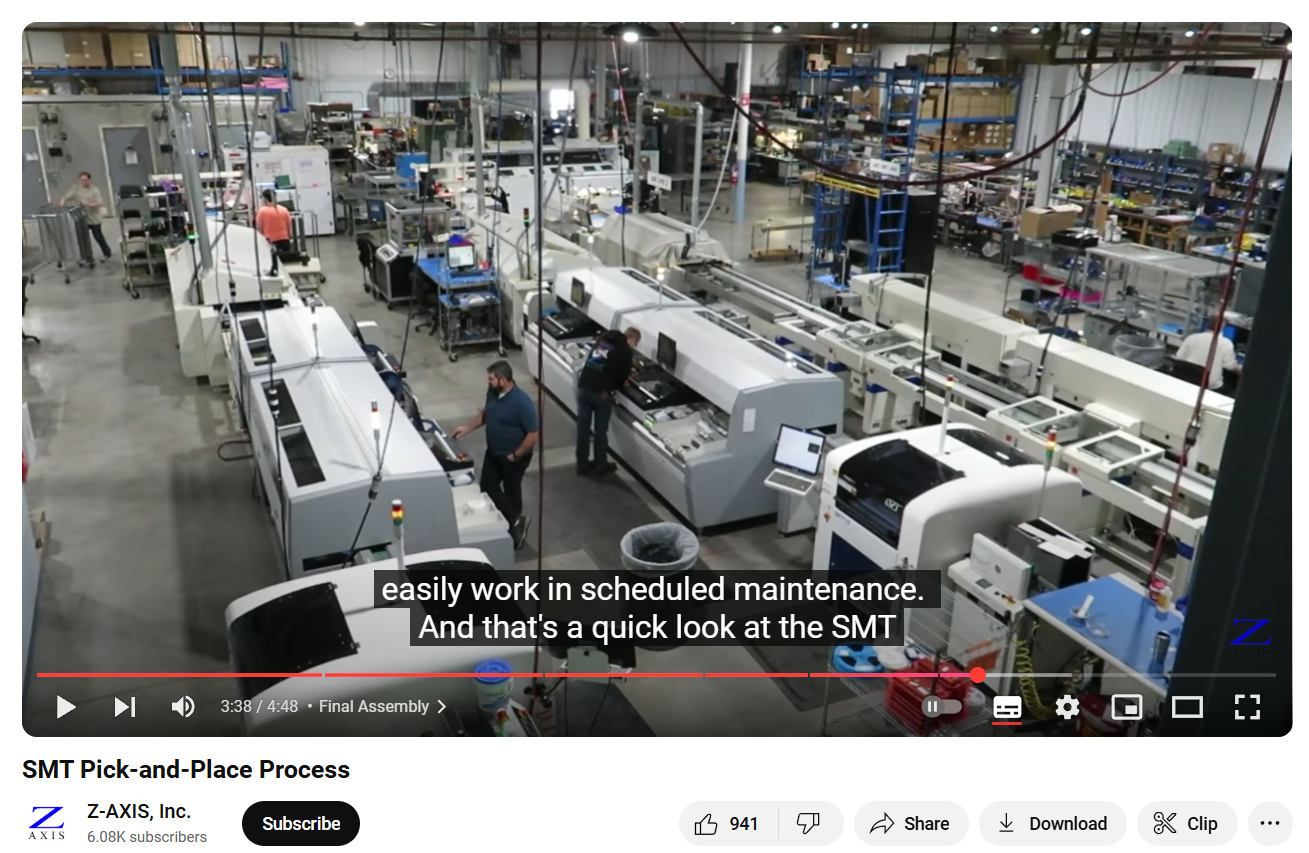 easily work in scheduled maintenance.
And that's a quick look at the SMT
Z
AXIS
3:38 / 4:48 • Final Assembly
SMT Pick-and-Place Process
Z
AXIS
Z-AXIS, Inc.
6.08K subscribers
Subscribe
941
Share
Download
Clip